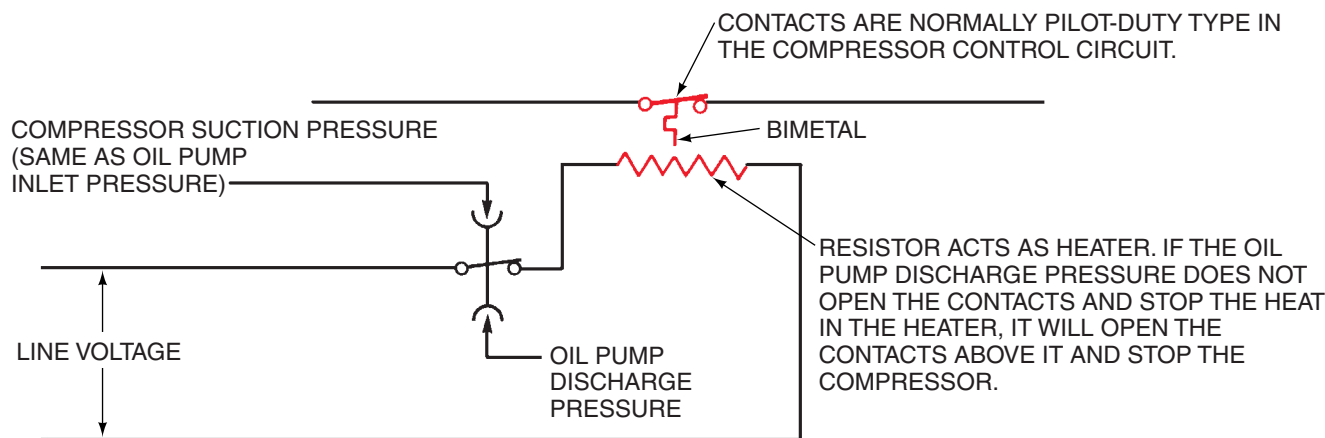 CONTACTS ARE NORMALLY PILOT-DUTY TYPE IN
THE COMPRESSOR CONTROL CIRCUIT.
COMPRESSOR SUCTION PRESSURE
(SAME AS OIL PUMP
INLET PRESSURE)
BIMETAL
RESISTOR ACTS AS HEATER. IF THE OIL
PUMP DISCHARGE PRESSURE DOES NOT
OPEN THE CONTACTS AND STOP THE HEAT
IN THE HEATER, IT WILL OPEN THE
CONTACTS ABOVE IT AND STOP THE
COMPRESSOR.
LINE VOLTAGE
OIL PUMP
DISCHARGE
PRESSURE